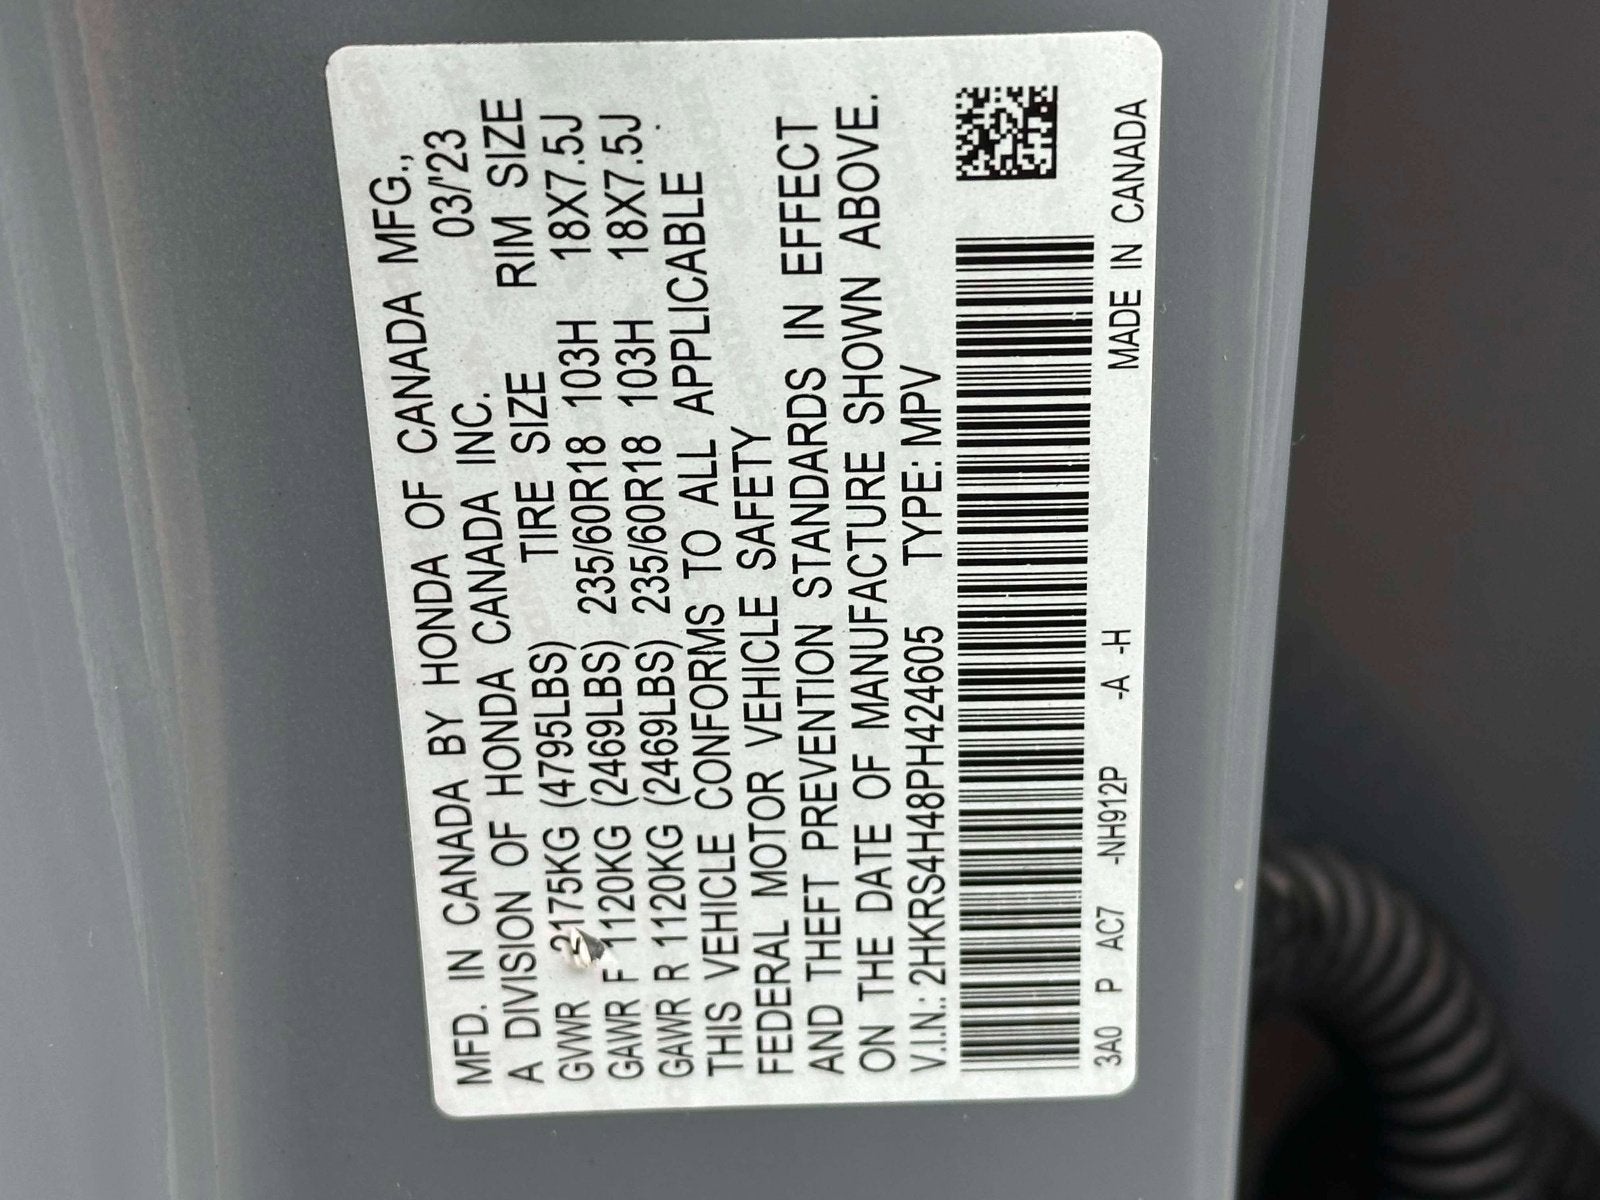 MFD. IN CANADA BY HONDA OF CANADA MFG.,
A DIVISION OF HONDA CANADA INC. 03/'23
TIRE SIZE RIM SIZE
GVWR 2175KG (4795LBS)
GAWR F 1120KG (2469LBS) 235/60R18 103H 18X7.5J
GAWR R 1120KG (2469LBS) 235/60R18 103H 18X7.5J
THIS VEHICLE CONFORMS TO ALL APPLICABLE
FEDERAL MOTOR VEHICLE SAFETY
AND THEFT PREVENTION STANDARDS IN EFFECT
ON THE DATE OF MANUFACTURE SHOWN ABOVE.
V.I.N.: 2HKRS4H48PH424605 TYPE: MPV
3A0 P AC7 -NH912P -A -H MADE IN CANADA